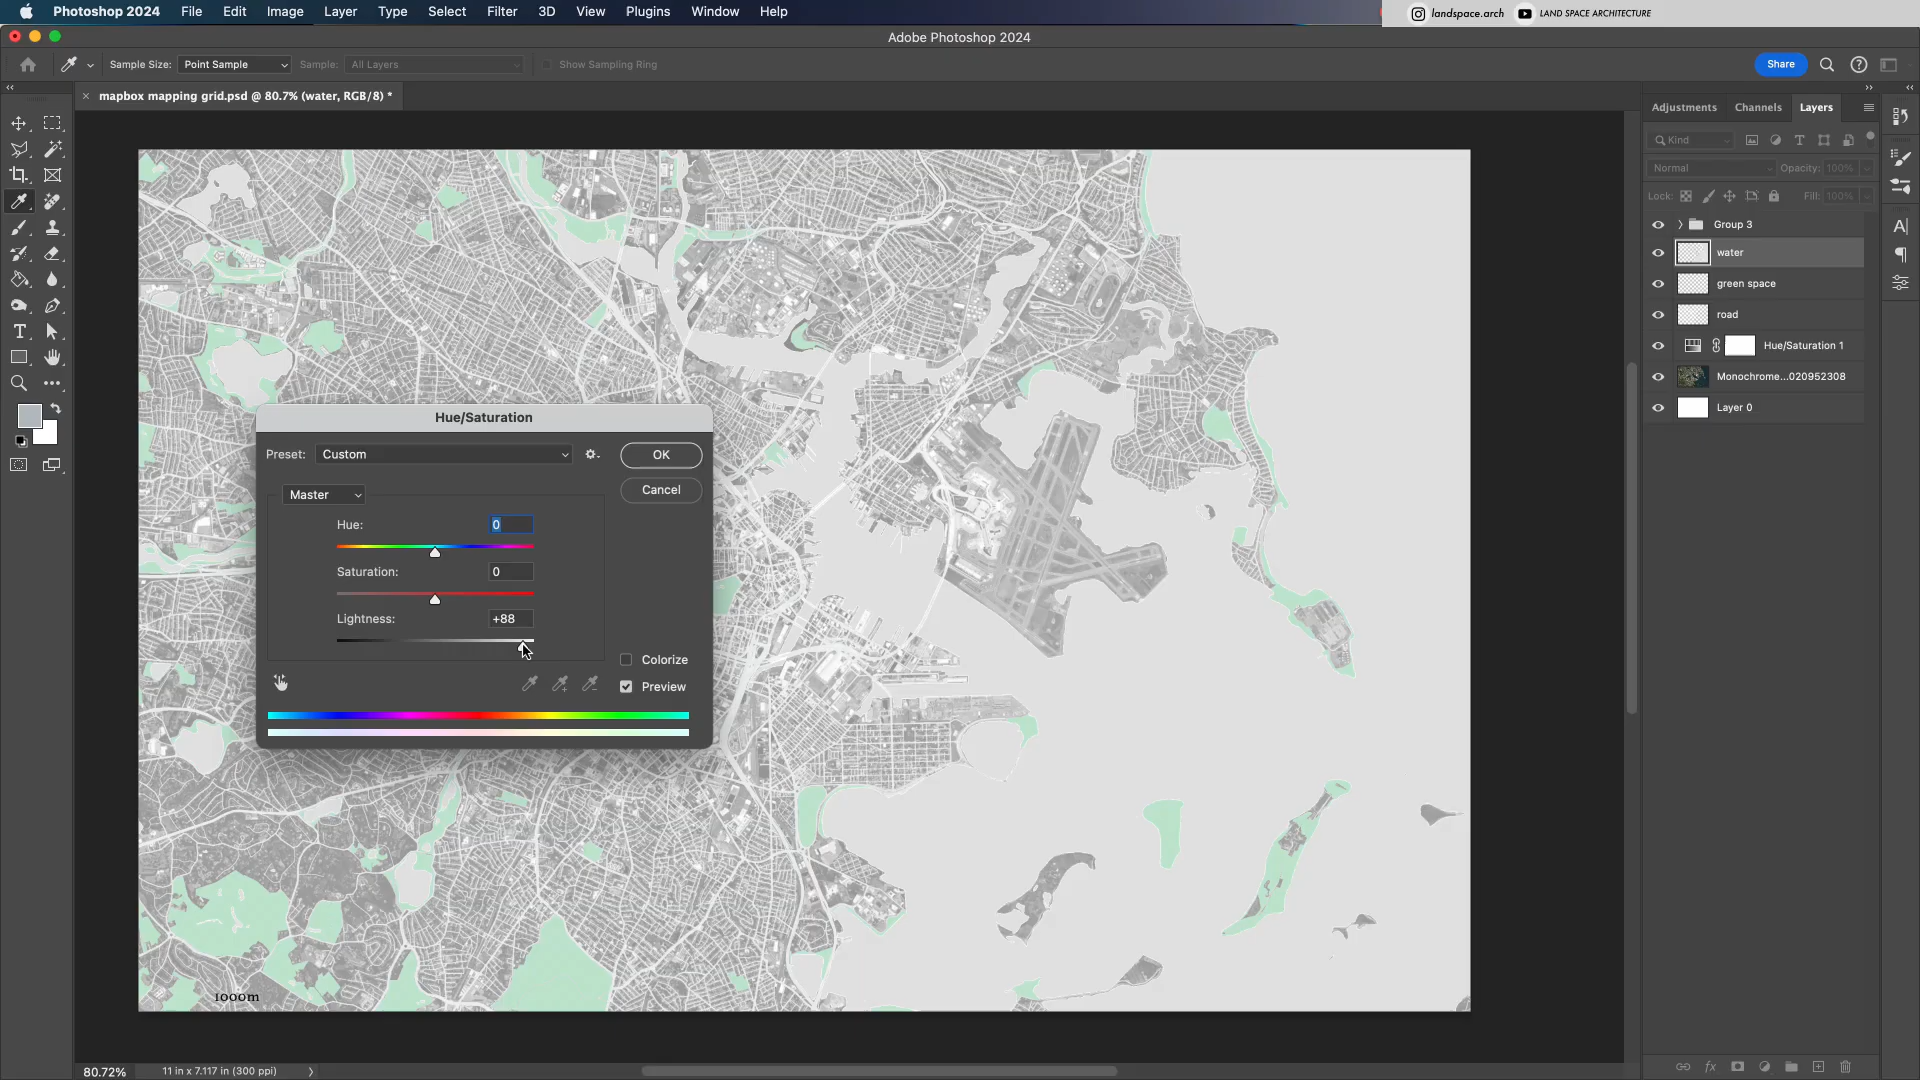 Photoshop 2024 File Edit Image Layer Type Select Filter 3D View Plugins Window Help
landspace.arch LAND SPACE ARCHITECTURE
Adobe Photoshop 2024
Sample Size: Point Sample Sample: All Layers Show Sampling Ring
Share
mapbox mapping grid.psd @ 80.7% (water, RGB/8) *
Adjustments Channels Layers
Kind
Normal Opacity: 100%
Lock: Fill: 100%
Group 3
water
green space
road
Hue/Saturation 1
Monochrome...020952308
Layer 0
Hue/Saturation
Preset: Custom
OK
Cancel
Master
Hue: 0
Saturation: 0
Lightness: +88
Colorize
Preview
1000m
80.72% 11 in x 7.117 in (300 ppi)